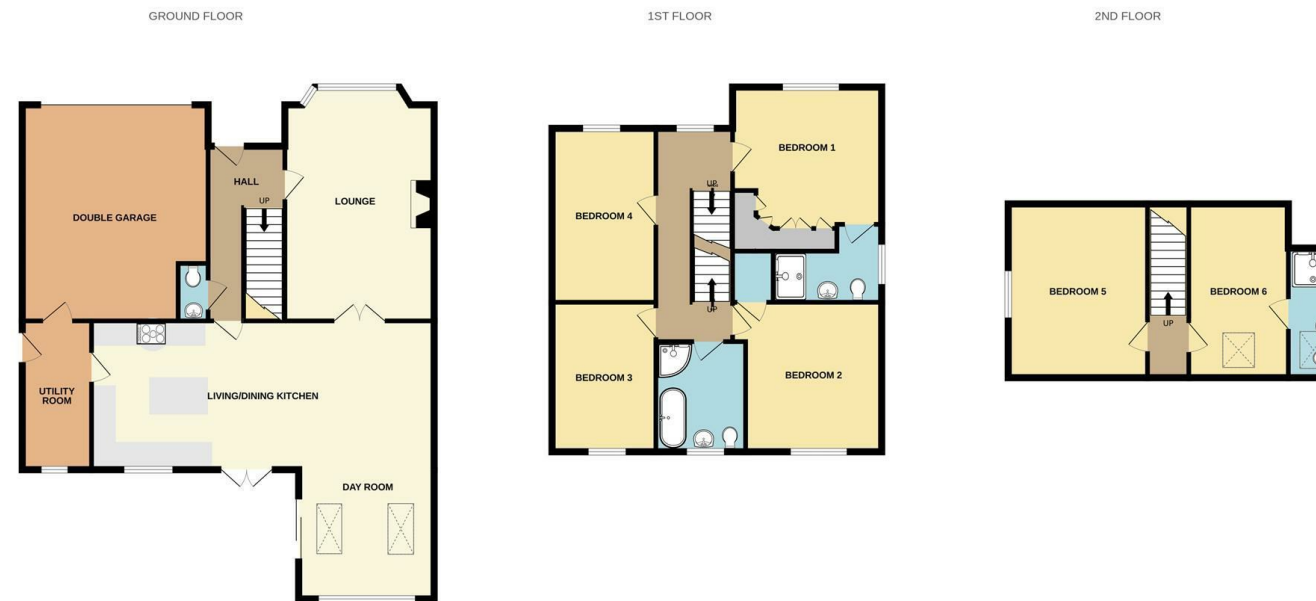 GROUND FLOOR
1ST FLOOR
2ND FLOOR
DOUBLE GARAGE
HALL
UP
LOUNGE
UTILITY
ROOM
LIVING/DINING KITCHEN
DAY ROOM
BEDROOM 1
UP
BEDROOM 4
UP
BEDROOM 3
BEDROOM 2
BEDROOM 5
BEDROOM 6
UP